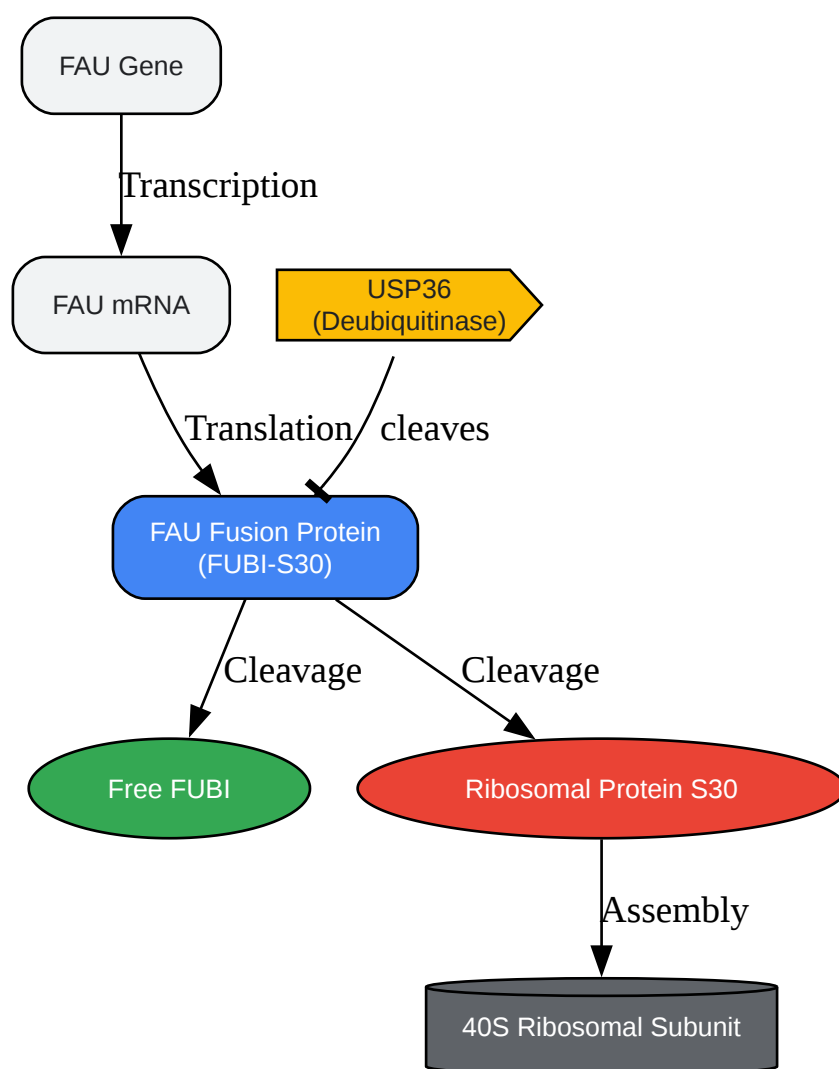 FAU Gene
Transcription
FAU mRNA
USP36
(Deubiquitinase)
Translation
cleaves
FAU Fusion Protein
(FUBI-S30)
Cleavage
Cleavage
Free FUBI
Ribosomal Protein S30
Assembly
40S Ribosomal Subunit